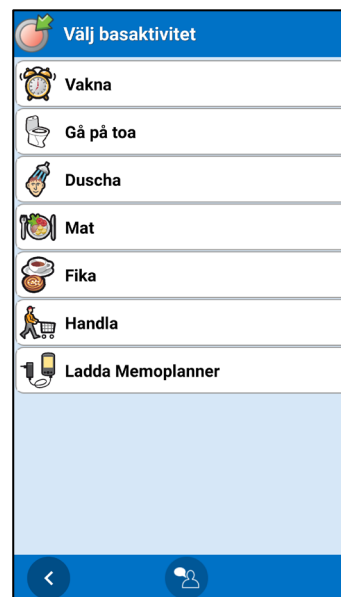 Välj basaktivitet
Vakna
Gå på toa
Duscha
Mat
Fika
Handla
Ladda Memoplanner